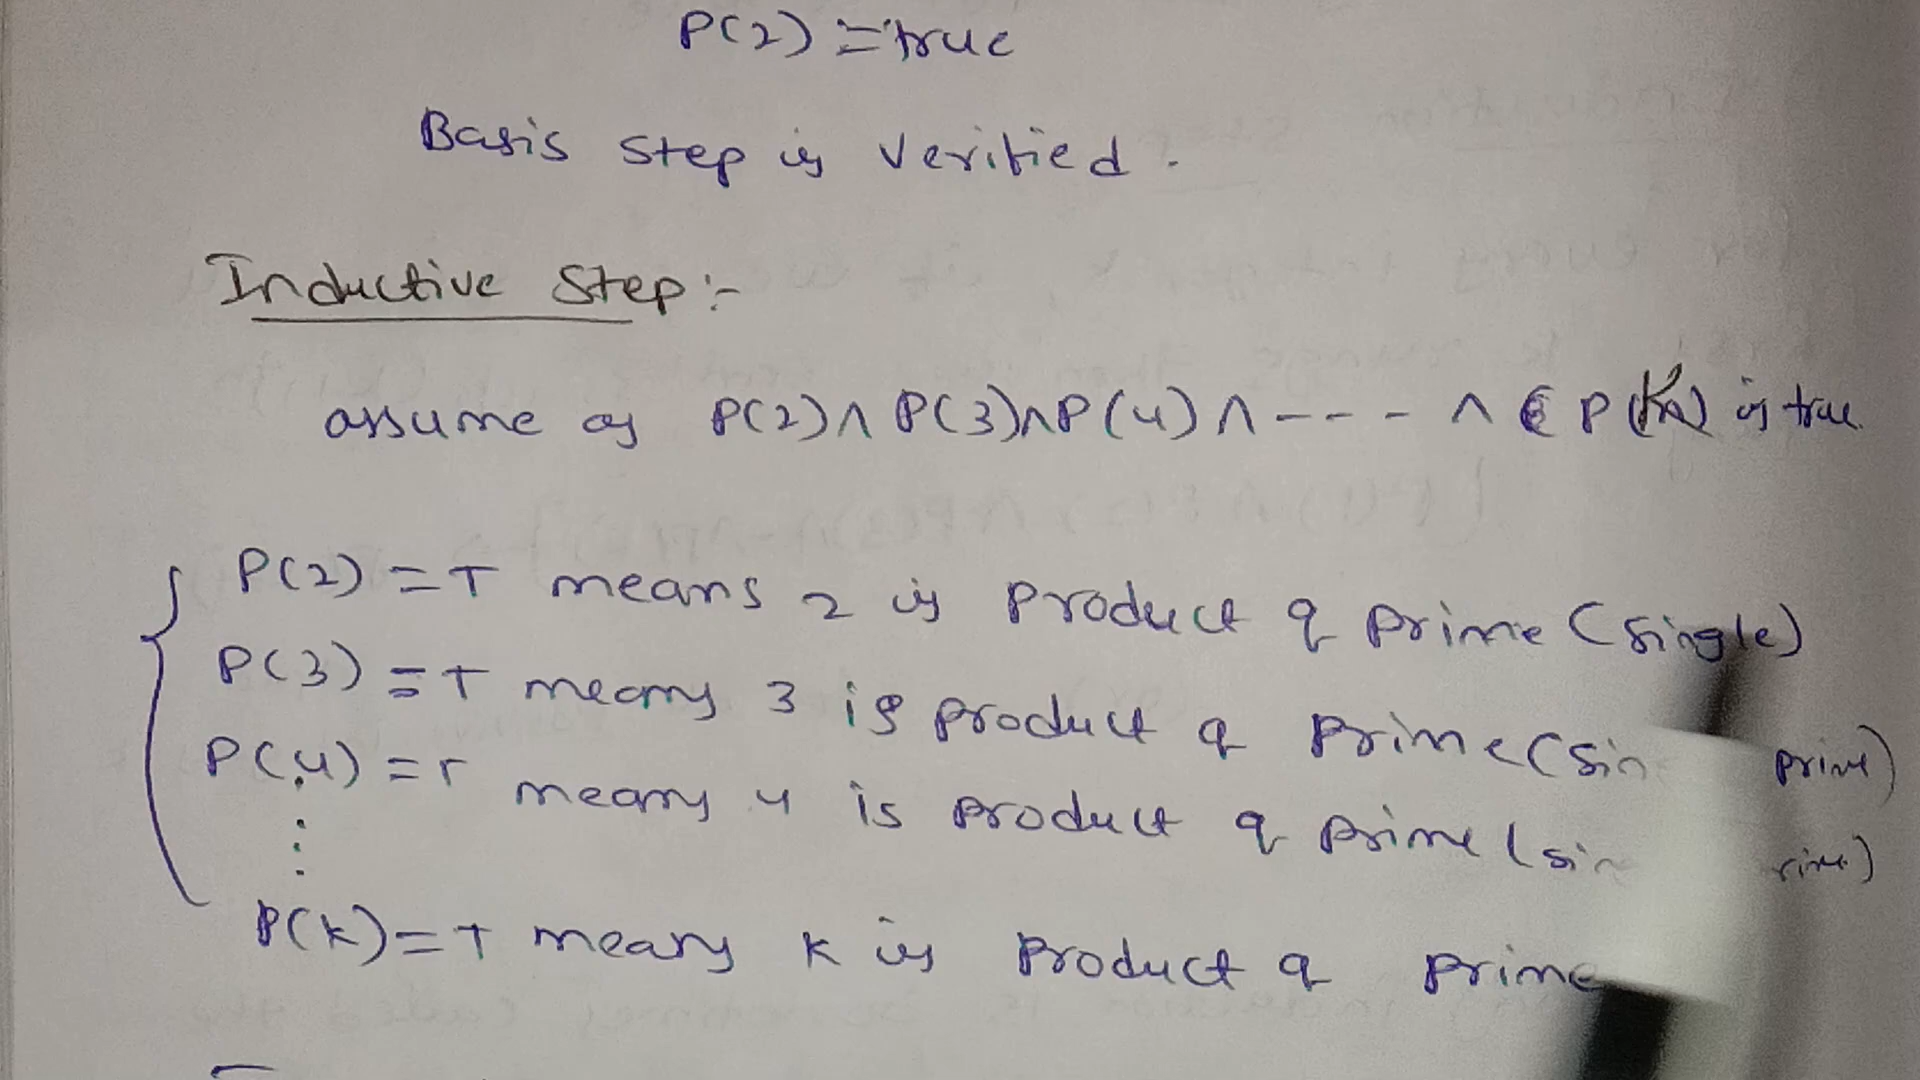 P(2) = true
Basis step is verified.
Inductive Step :-
assume as P(2) ∧ P(3) ∧ P(4) ∧ - - - - ∧ P(K) is true.
P(2) = T means 2 is product of prime (single)
P(3) = T means 3 is product of prime (sin prime)
P(4) = T means 4 is product of prime (sin rime)
⋮
P(K) = T means K is product of prime